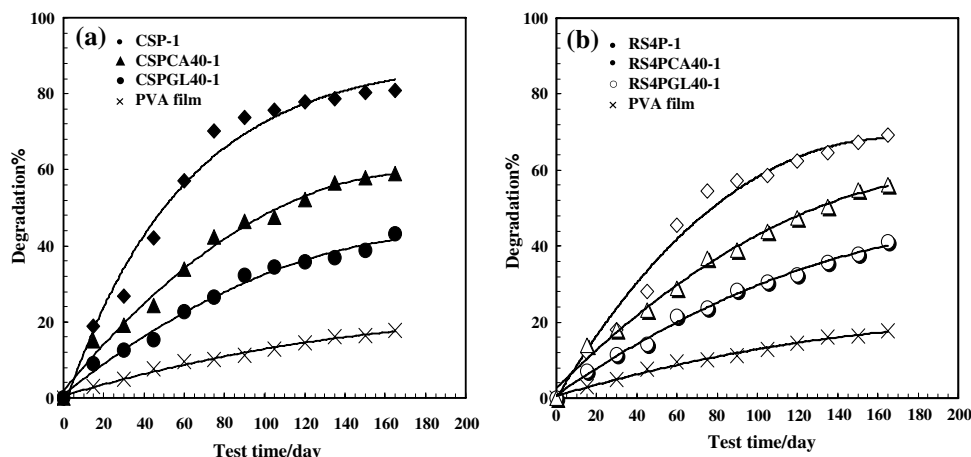 (a)
CSP-1
CSPCA40-1
CSPGL40-1
PVA film
Degradation%
100
80
60
40
20
0
0 20 40 60 80 100 120 140 160 180 200
Test time/day
(b)
RS4P-1
RS4PCA40-1
RS4PGL40-1
PVA film
Degradation%
100
80
60
40
20
0
0 20 40 60 80 100 120 140 160 180 200
Test time/day